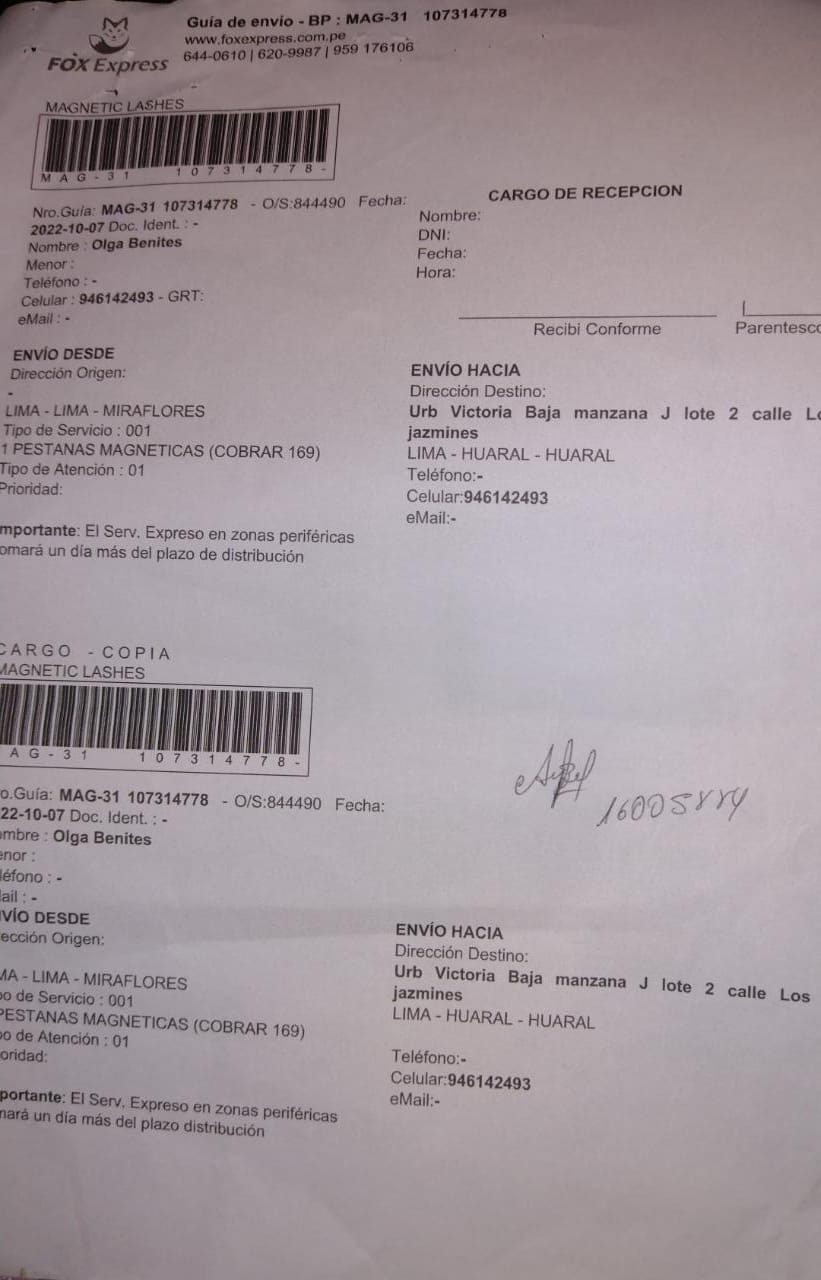 FOX Express
Guía de envio - BP : MAG-31 107314778
www.foxexpress.com.pe
644-0610 | 620-9987 | 959 176106
MAGNETIC LASHES
MAG-31 107314778-
Nro.Guía: MAG-31 107314778 - O/S:844490 Fecha:
2022-10-07 Doc. Ident. : -
Nombre : Olga Benites
Menor :
Teléfono : -
Celular : 946142493 - GRT:
eMail : -
CARGO DE RECEPCION
Nombre:
DNI:
Fecha:
Hora:
Recibi Conforme
Parentesco
ENVÍO DESDE
Dirección Origen:
-
LIMA - LIMA - MIRAFLORES
Tipo de Servicio : 001
1 PESTANAS MAGNETICAS (COBRAR 169)
Tipo de Atención : 01
Prioridad:
mportante: El Serv. Expreso en zonas periféricas
omará un día más del plazo de distribución
ENVÍO HACIA
Dirección Destino:
Urb Victoria Baja manzana J lote 2 calle Lo
jazmines
LIMA - HUARAL - HUARAL
Teléfono:-
Celular:946142493
eMail:-
CARGO - COPIA
MAGNETIC LASHES
AG-31 107314778-
o.Guía: MAG-31 107314778 - O/S:844490 Fecha:
22-10-07 Doc. Ident. : -
ombre : Olga Benites
enor :
léfono : -
ail : -
VÍO DESDE
ección Origen:
MA - LIMA - MIRAFLORES
po de Servicio : 001
PESTANAS MAGNETICAS (COBRAR 169)
po de Atención : 01
oridad:
portante: El Serv. Expreso en zonas periféricas
mará un día más del plazo distribución
ENVÍO HACIA
Dirección Destino:
Urb Victoria Baja manzana J lote 2 calle Los
jazmines
LIMA - HUARAL - HUARAL
Teléfono:-
Celular:946142493
eMail:-